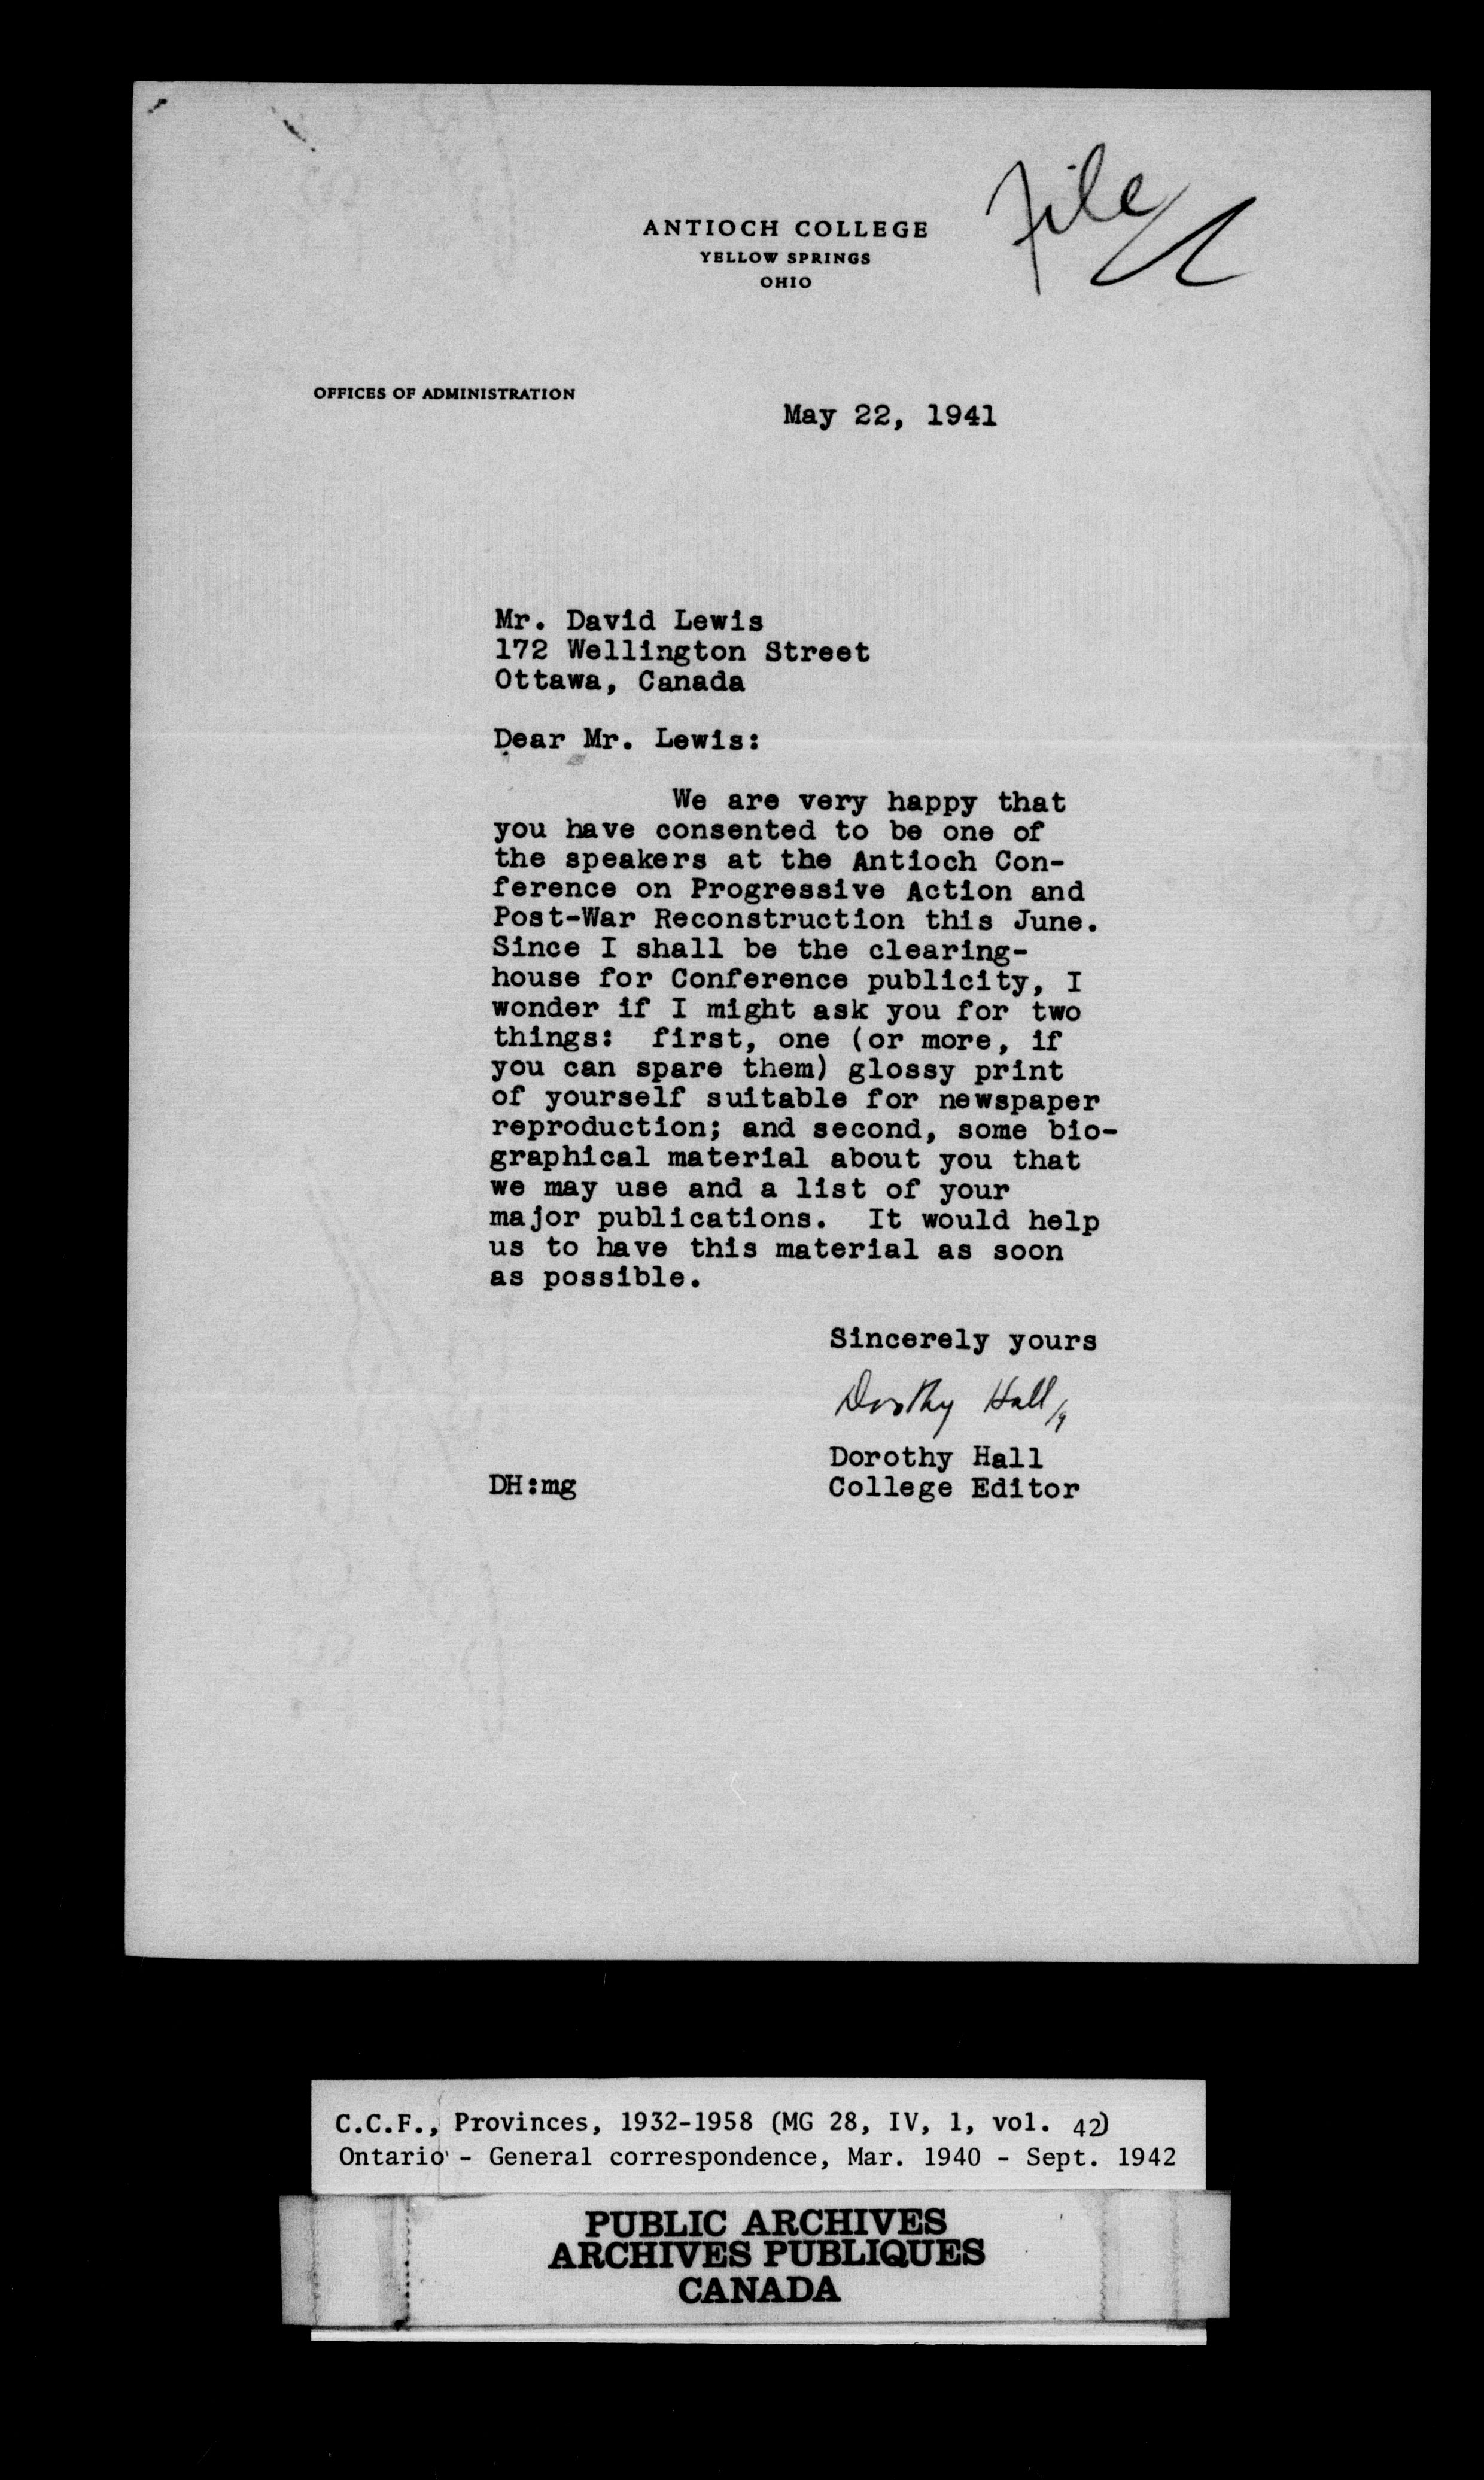 File
ANTIOCH COLLEGE
YELLOW SPRINGS
OHIO
OFFICES OF ADMINISTRATION
May 22, 1941
Mr. David Lewis
172 Wellington Street
Ottawa, Canada
Dear Mr. Lewis:
We are very happy that
you have consented to be one of
the speakers at the Antioch Con-
ference on Progressive Action and
Post-War Reconstruction this June.
Since I shall be the clearing-
house for Conference publicity, I
wonder if I might ask you for two
things: first, one (or more, if
you can spare them) glossy print
of yourself suitable for newspaper
reproduction; and second, some bio-
graphical material about you that
we may use and a list of your
major publications. It would help
us to have this material as soon
as possible.
Sincerely yours
Dorothy Hall
Dorothy Hall
DH:mg College Editor
C.C.F., Provinces, 1932-1958 (MG 28, IV, 1, vol. 42)
Ontario - General correspondence, Mar. 1940 - Sept. 1942
PUBLIC ARCHIVES
ARCHIVES PUBLIQUES
CANADA